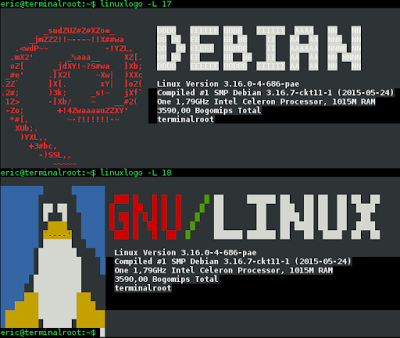 eric@terminalroot:~$ linuxlogo -L 17
DEBIAN
Linux Version 3.16.0-4-686-pae
Compiled #1 SMP Debian 3.16.7-ckt11-1 (2015-05-24)
One 1,79GHz Intel Celeron Processor, 1015M RAM
3590,00 Bogomips Total
terminalroot
eric@terminalroot:~$ linuxlogo -L 18
GNU/LINUX
Linux Version 3.16.0-4-686-pae
Compiled #1 SMP Debian 3.16.7-ckt11-1 (2015-05-24)
One 1,79GHz Intel Celeron Processor, 1015M RAM
3590,00 Bogomips Total
terminalroot
eric@terminalroot:~$